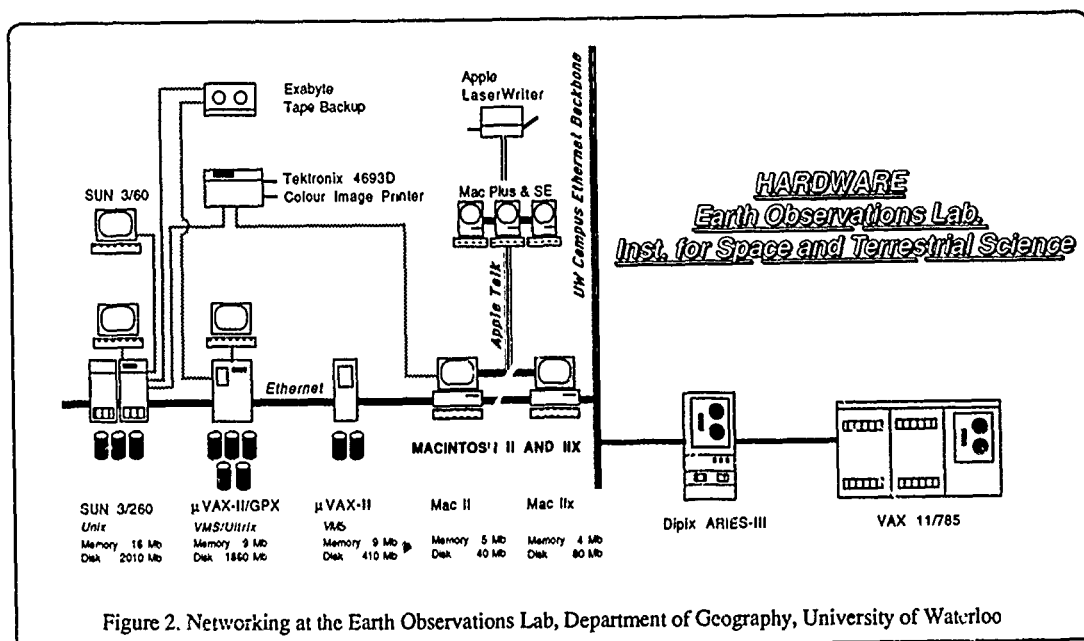 Exabyte
Tape Backup
Apple
LaserWriter
UW Campus Ethernet Backbone
SUN 3/60
Tektronix 4693D
Colour Image Printer
Mac Plus & SE
HARDWARE
Earth Observations Lab.
Inst. for Space and Terrestrial Science
Apple Talk
Ethernet
MACINTOSH II AND IIX
SUN 3/260
Unix
Memory 16 Mb
Disk 2010 Mb
µVAX-II/GPX
VMS/Ultrix
Memory 9 Mb
Disk 1860 Mb
µVAX-II
VMS
Memory 9 Mb
Disk 410 Mb
Mac II
Memory 5 Mb
Disk 40 Mb
Mac IIx
Memory 4 Mb
Disk 80 Mb
Dipix ARIES-III
VAX 11/785
Figure 2. Networking at the Earth Observations Lab, Department of Geography, University of Waterloo